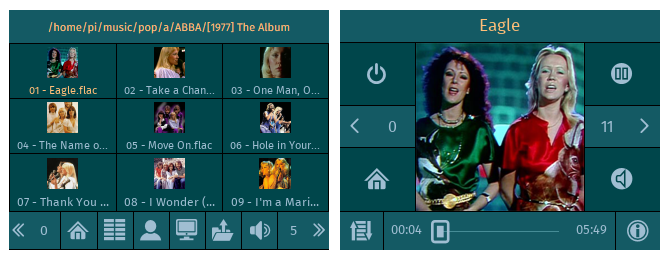 /home/pi/music/pop/a/ABBA/[1977] The Album
01 - Eagle.flac
02 - Take a Chan...
03 - One Man, O...
04 - The Name o...
05 - Move On.flac
06 - Hole in Your...
07 - Thank You ...
08 - I Wonder (...
09 - I'm a Mari...
0
5
Eagle
0
11
00:04
05:49